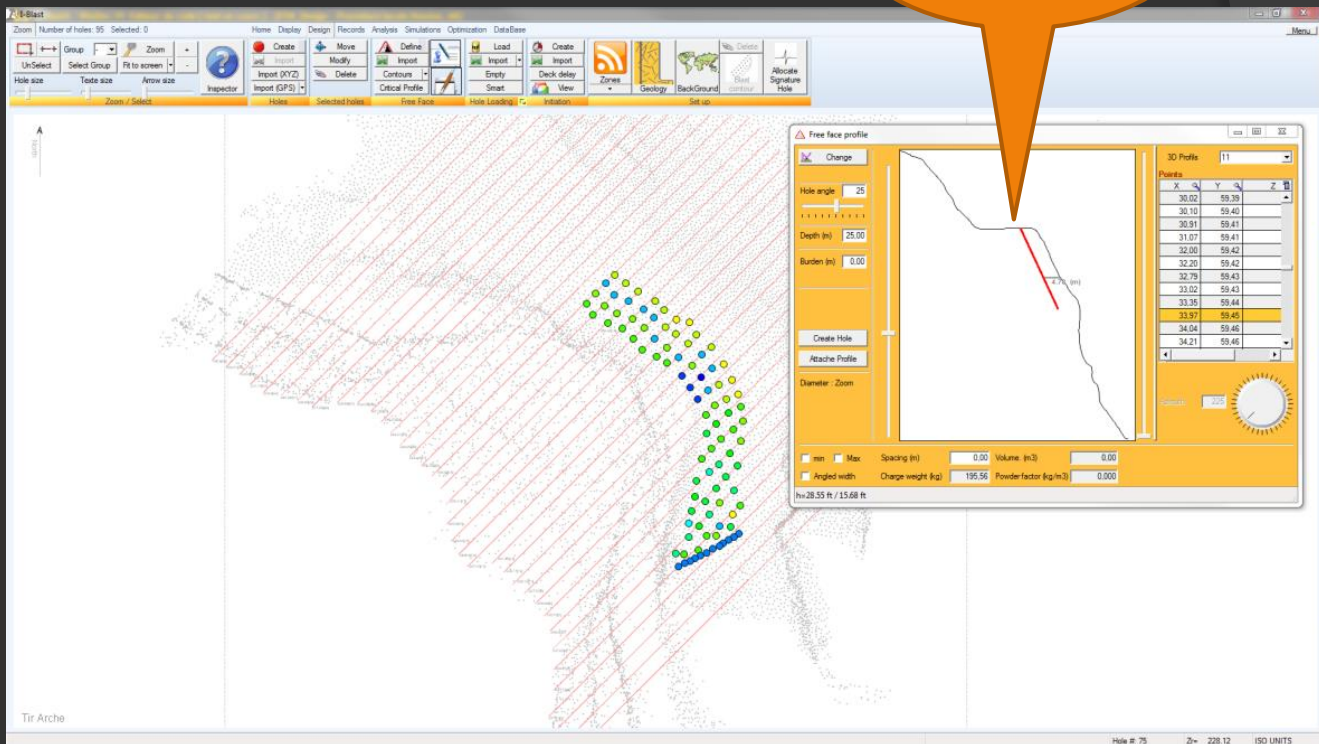 I-Blast
Zoom Number of holes: 95 Selected: 0
Home Display Design Records Analysis Simulations Optimization DataBase
Menu
Group Zoom +
UnSelect Select Group Fit to screen -
Hole size Texte size Arrow size
Zoom / Select
Inspector
Create
Import
Import (XYZ)
Import (GPS)
Holes
Move
Modify
Delete
Selected holes
Define
Import
Contours
Critical Profile
Free Face
Load
Import
Empty
Smart
Hole Loading
Create
Import
Deck delay
View
Initiation
Zones
Geology
BackGround
Delete
Blast contour
Allocate Signature Hole
Set up
North
Free face profile
Change
Hole angle 25
Depth (m) 25.00
Burden (m) 0.00
Create Hole
Attache Profile
Diameter : Zoom
4.70 (m)
3D Profils 11
Points
X Y Z
30.02 59.39
30.10 59.40
30.91 59.41
31.07 59.41
32.00 59.42
32.20 59.42
32.79 59.43
33.02 59.43
33.35 59.44
33.97 59.45
34.04 59.46
34.21 59.46
225
min Max Spacing (m) 0.00 Volume. (m3) 0.00
Angled width Charge weight (kg) 195.56 Powder factor (kg/m3) 0.000
h=28.55 ft / 15.68 ft
Tir Arche
Hole #: 75 Zr= 228.12 ISO UNITS